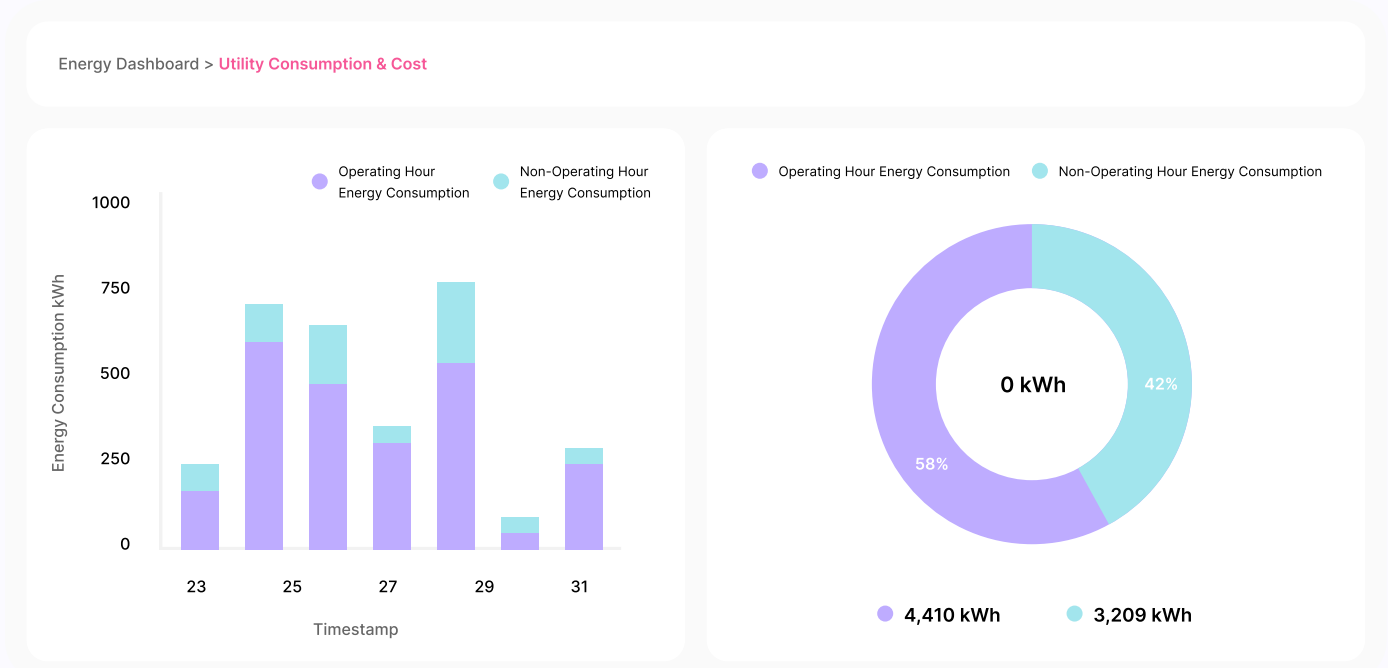 Energy Dashboard > Utility Consumption & Cost
Operating Hour
Energy Consumption
Non-Operating Hour
Energy Consumption
1000
750
500
250
0
Energy Consumption kWh
23 25 27 29 31
Timestamp
Operating Hour Energy Consumption Non-Operating Hour Energy Consumption
42%
0 kWh
58%
4,410 kWh 3,209 kWh